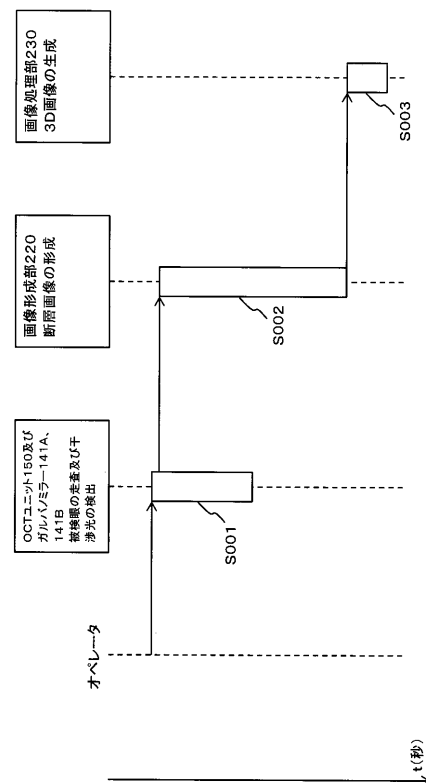 画像処理部230
3D画像の生成
S003
画像形成部220
断層画像の形成
S002
OCTユニット150及び
ガルバノミラー141A、
141B
被検眼の走査及び干
渉光の検出
S001
オペレータ
t(秒)